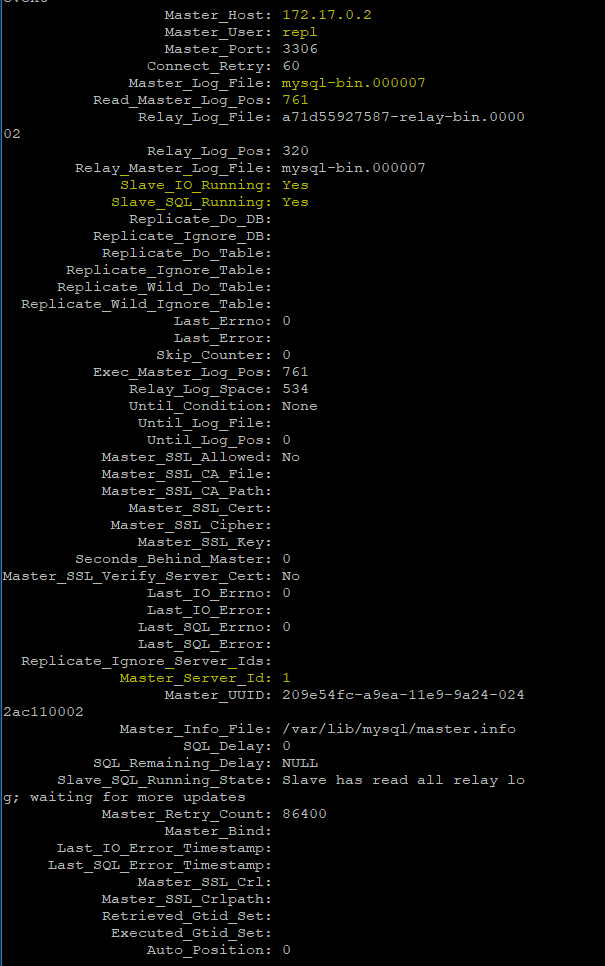 Master_Host: 172.17.0.2
Master_User: repl
Master_Port: 3306
Connect_Retry: 60
Master_Log_File: mysql-bin.000007
Read_Master_Log_Pos: 761
Relay_Log_File: a71d55927587-relay-bin.0000
02
Relay_Log_Pos: 320
Relay_Master_Log_File: mysql-bin.000007
Slave_IO_Running: Yes
Slave_SQL_Running: Yes
Replicate_Do_DB:
Replicate_Ignore_DB:
Replicate_Do_Table:
Replicate_Ignore_Table:
Replicate_Wild_Do_Table:
Replicate_Wild_Ignore_Table:
Last_Errno: 0
Last_Error:
Skip_Counter: 0
Exec_Master_Log_Pos: 761
Relay_Log_Space: 534
Until_Condition: None
Until_Log_File:
Until_Log_Pos: 0
Master_SSL_Allowed: No
Master_SSL_CA_File:
Master_SSL_CA_Path:
Master_SSL_Cert:
Master_SSL_Cipher:
Master_SSL_Key:
Seconds_Behind_Master: 0
Master_SSL_Verify_Server_Cert: No
Last_IO_Errno: 0
Last_IO_Error:
Last_SQL_Errno: 0
Last_SQL_Error:
Replicate_Ignore_Server_Ids:
Master_Server_Id: 1
Master_UUID: 209e54fc-a9ea-11e9-9a24-024
2ac110002
Master_Info_File: /var/lib/mysql/master.info
SQL_Delay: 0
SQL_Remaining_Delay: NULL
Slave_SQL_Running_State: Slave has read all relay lo
g; waiting for more updates
Master_Retry_Count: 86400
Master_Bind:
Last_IO_Error_Timestamp:
Last_SQL_Error_Timestamp:
Master_SSL_Crl:
Master_SSL_Crlpath:
Retrieved_Gtid_Set:
Executed_Gtid_Set:
Auto_Position: 0